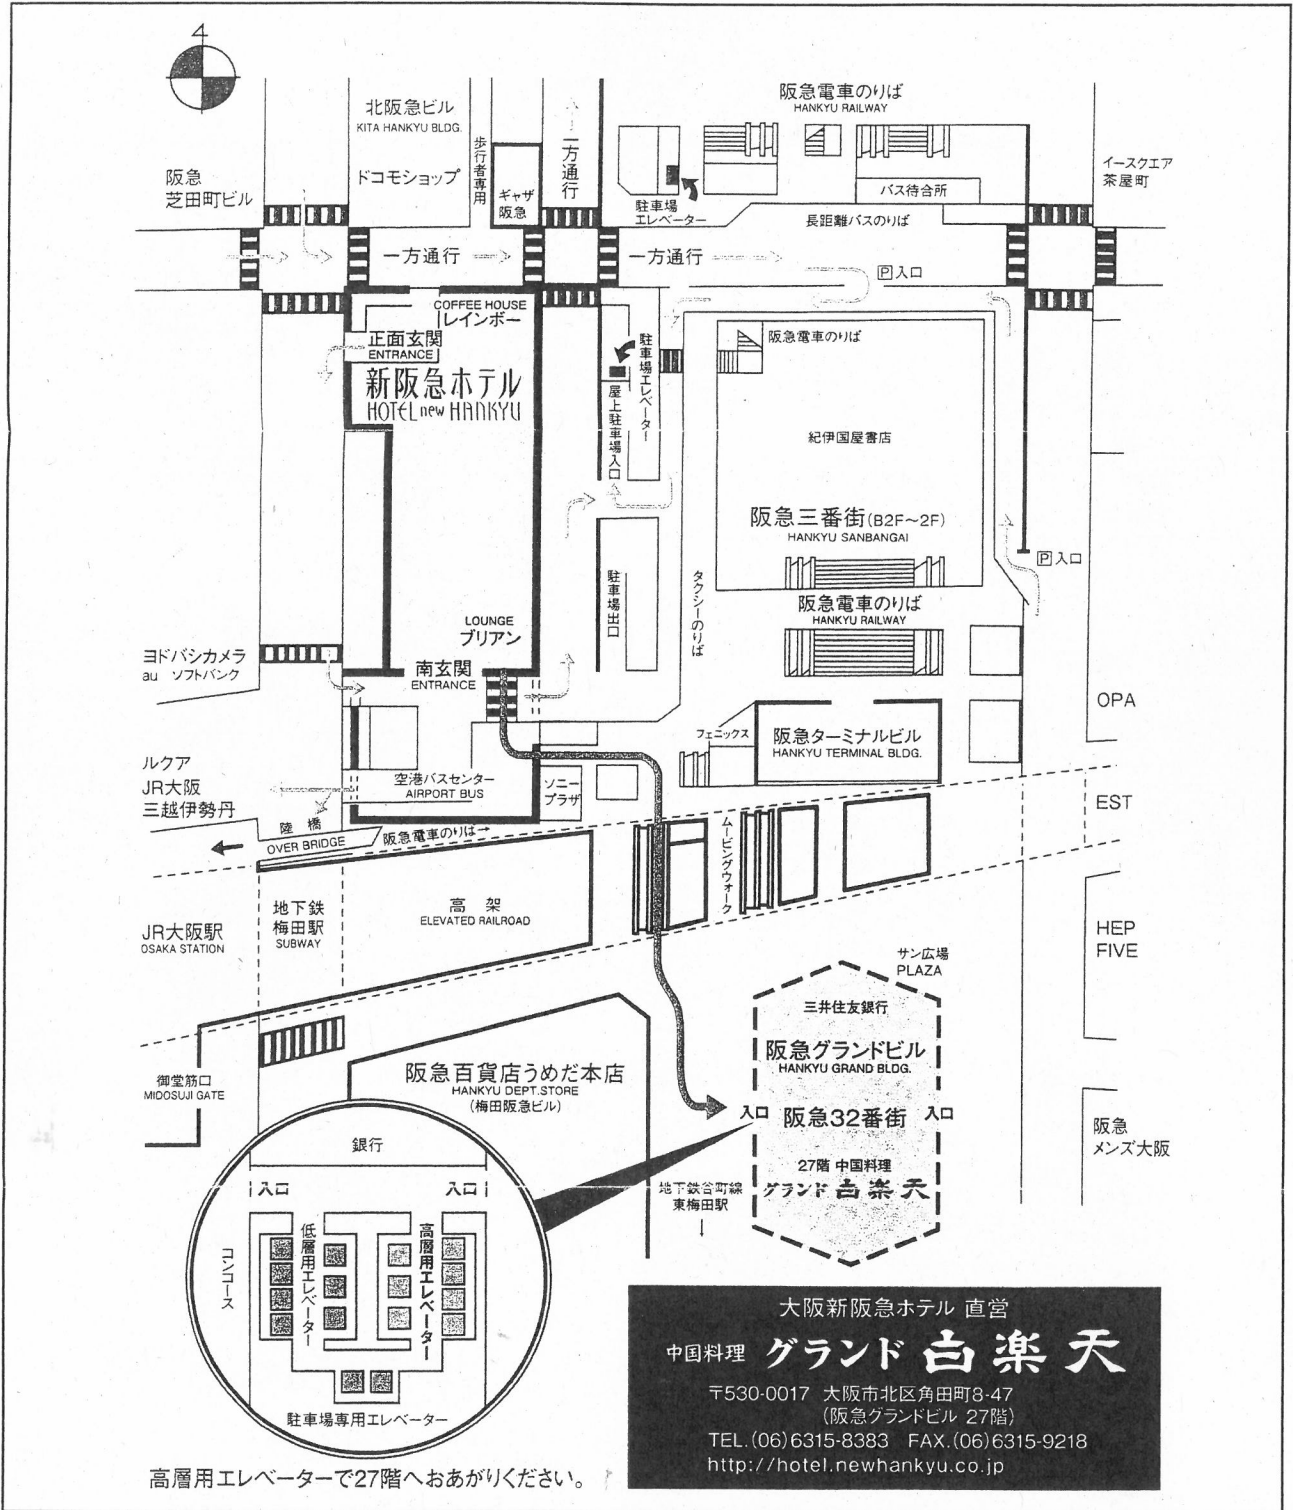 4
北阪急ビル
KITA HANKYU BLDG.
ドコモショップ
歩行者専用
ギャザ
阪急
一方通行
阪急電車のりば
HANKYU RAILWAY
バス待合所
駐車場
エレベーター
長距離バスのりば
イースクエア
茶屋町
阪急
芝田町ビル
一方通行
一方通行
P入口
COFFEE HOUSE
レインボー
正面玄関
ENTRANCE
新阪急ホテル
HOTEL new HANKYU
駐車場エレベーター
屋上駐車場入口
阪急電車のりば
紀伊国屋書店
阪急三番街(B2F〜2F)
HANKYU SANBANGAI
P入口
阪急電車のりば
HANKYU RAILWAY
駐車場出口
タクシーのりば
LOUNGE
ブリアン
南玄関
ENTRANCE
ヨドバシカメラ
au ソフトバンク
OPA
フェニックス
阪急ターミナルビル
HANKYU TERMINAL BLDG.
ルクア
JR大阪
三越伊勢丹
空港バスセンター
AIRPORT BUS
ソニー
プラザ
EST
陸橋
OVER BRIDGE
阪急電車のりば→
ムービングウォーク
JR大阪駅
OSAKA STATION
地下鉄
梅田駅
SUBWAY
高架
ELEVATED RAILROAD
HEP
FIVE
サン広場
PLAZA
三井住友銀行
阪急グランドビル
HANKYU GRAND BLDG.
入口
阪急32番街
入口
27階 中国料理
グランド 白楽天
御堂筋口
MIDOSUJI GATE
阪急百貨店うめだ本店
HANKYU DEPT.STORE
(梅田阪急ビル)
阪急
メンズ大阪
地下鉄谷町線
東梅田駅
↓
銀行
入口
入口
コンコース
低層用エレベーター
高層用エレベーター
駐車場専用エレベーター
高層用エレベーターで27階へおあがりください。
大阪新阪急ホテル 直営
中国料理 グランド 白楽天
〒530-0017 大阪市北区角田町8-47
(阪急グランドビル 27階)
TEL.(06)6315-8383 FAX.(06)6315-9218
http://hotel.newhankyu.co.jp